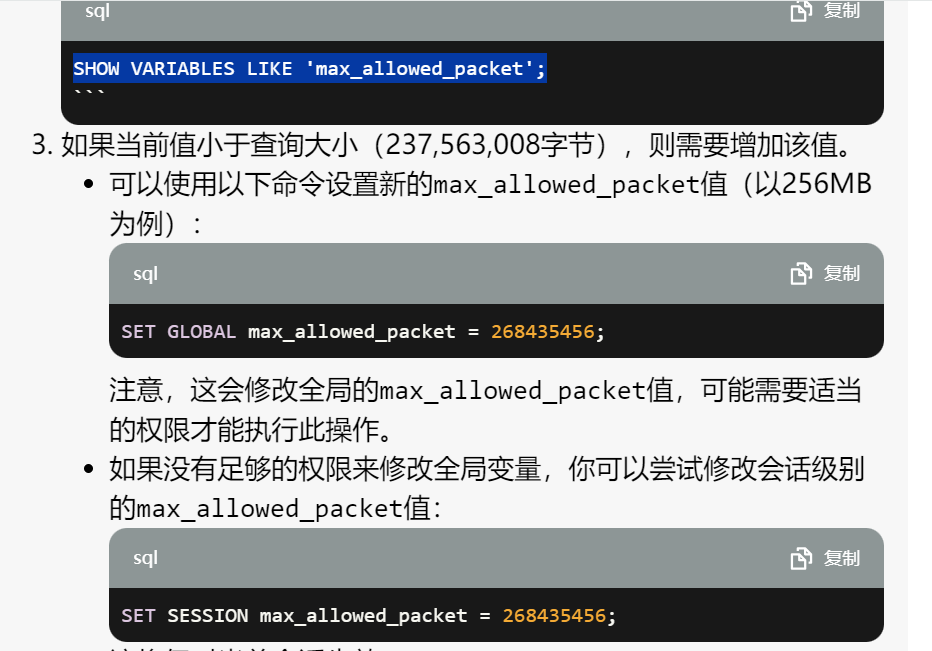 sql 复制
SHOW VARIABLES LIKE 'max_allowed_packet';
```
3. 如果当前值小于查询大小（237,563,008字节），则需要增加该值。
• 可以使用以下命令设置新的max_allowed_packet值（以256MB
为例）：
sql 复制
SET GLOBAL max_allowed_packet = 268435456;
注意，这会修改全局的max_allowed_packet值，可能需要适当
的权限才能执行此操作。
• 如果没有足够的权限来修改全局变量，你可以尝试修改会话级别
的max_allowed_packet值：
sql 复制
SET SESSION max_allowed_packet = 268435456;